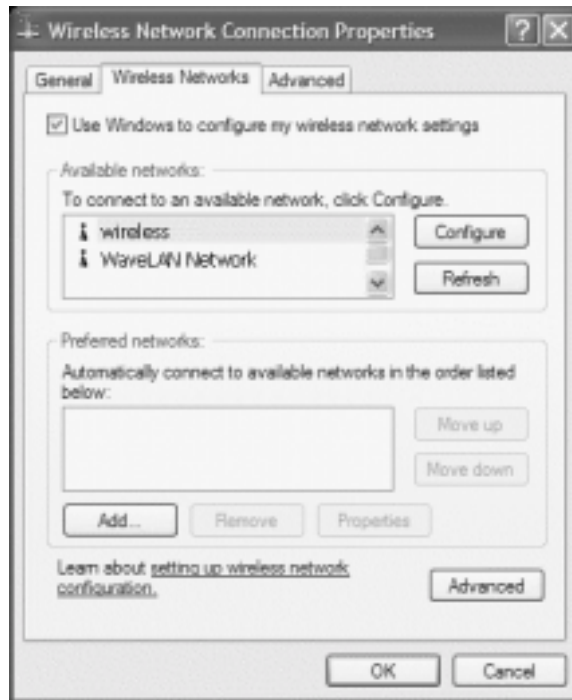 Wireless Network Connection Properties
General
Wireless Networks
Advanced
Use Windows to configure my wireless network settings
Available networks:
To connect to an available network, click Configure.
wireless
WaveLAN Network
Configure
Refresh
Preferred networks:
Automatically connect to available networks in the order listed
below:
Move up
Move down
Add...
Remove
Properties
Learn about setting up wireless network
configuration.
Advanced
OK
Cancel